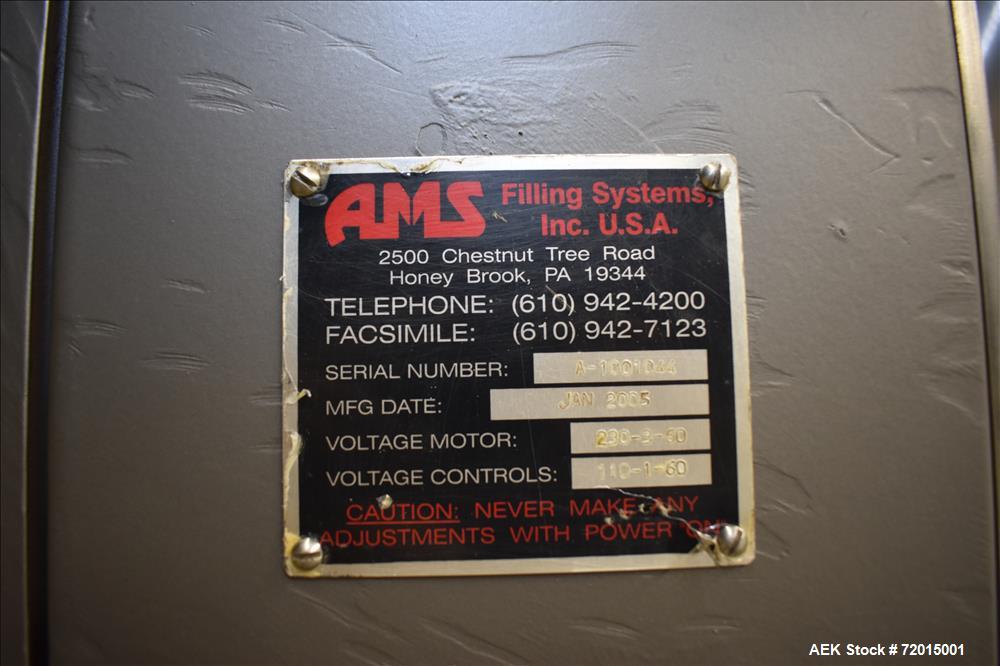 AMS Filling Systems,
Inc. U.S.A.
2500 Chestnut Tree Road
Honey Brook, PA 19344
TELEPHONE: (610) 942-4200
FACSIMILE: (610) 942-7123
SERIAL NUMBER: A-1001044
MFG DATE: JAN 2005
VOLTAGE MOTOR: 230-3-60
VOLTAGE CONTROLS: 110-1-60
CAUTION: NEVER MAKE ANY
ADJUSTMENTS WITH POWER ON!
AEK Stock # 72015001